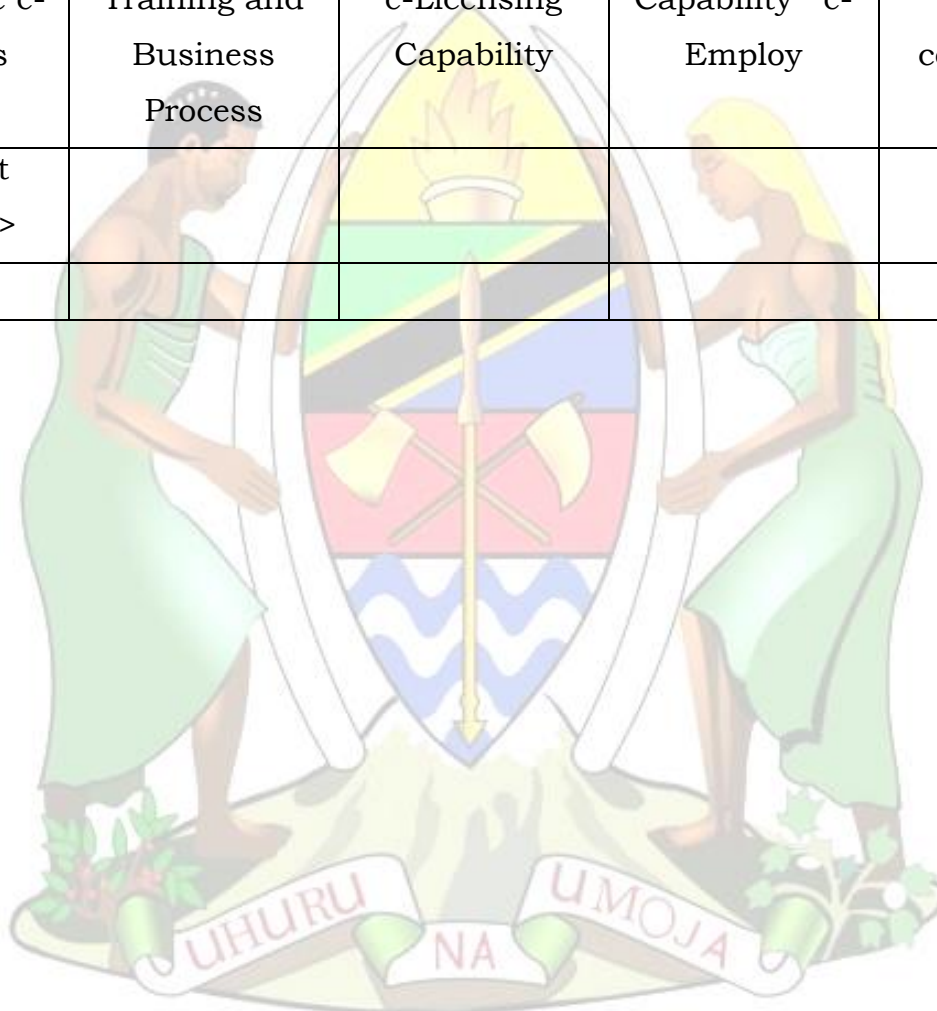 s
Training and
Business
Process
e-Licensing
Capability
Capability e-
Employ
t
>
UHURU
NA
UMOJA